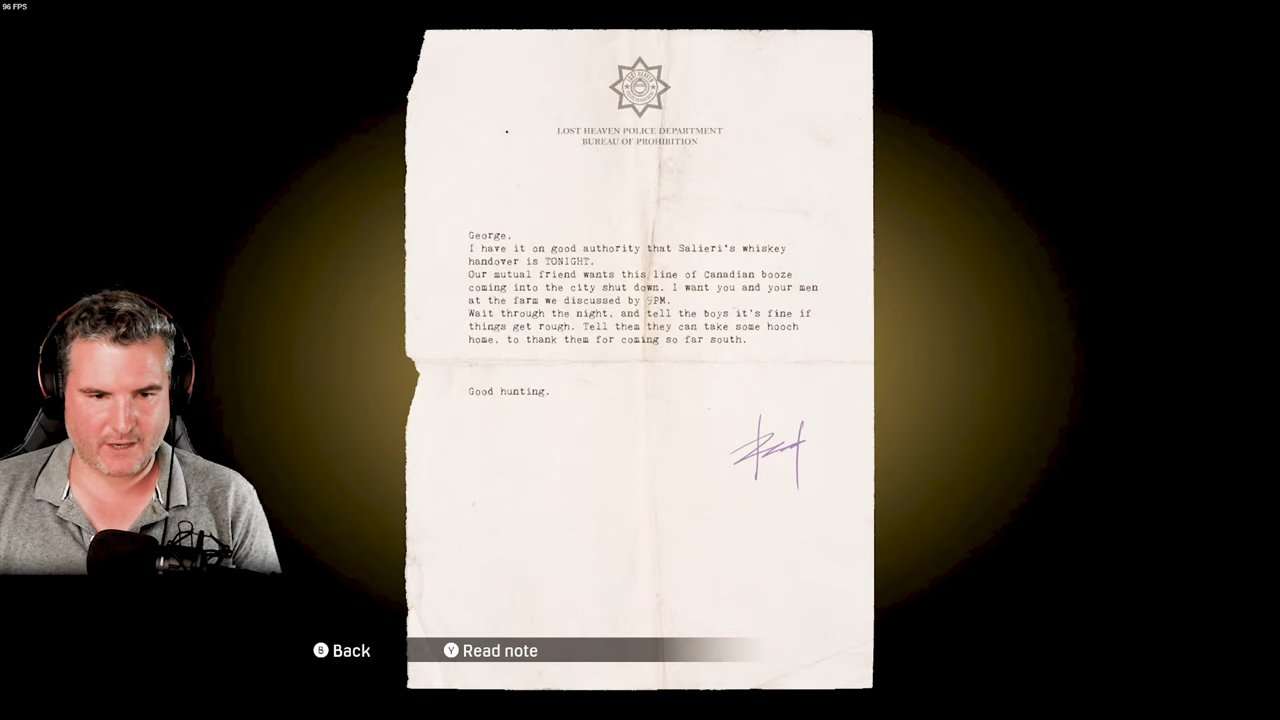 96 FPS
LOST HEAVEN
LOST HEAVEN POLICE DEPARTMENT
BUREAU OF PROHIBITION
George,
I have it on good authority that Salieri's whiskey
handover is TONIGHT.
Our mutual friend wants this line of Canadian booze
coming into the city shut down. I want you and your men
at the farm we discussed by 9PM.
Wait through the night, and tell the boys it's fine if
things get rough. Tell them they can take some hooch
home, to thank them for coming so far south.
Good hunting.
B Back
Y Read note